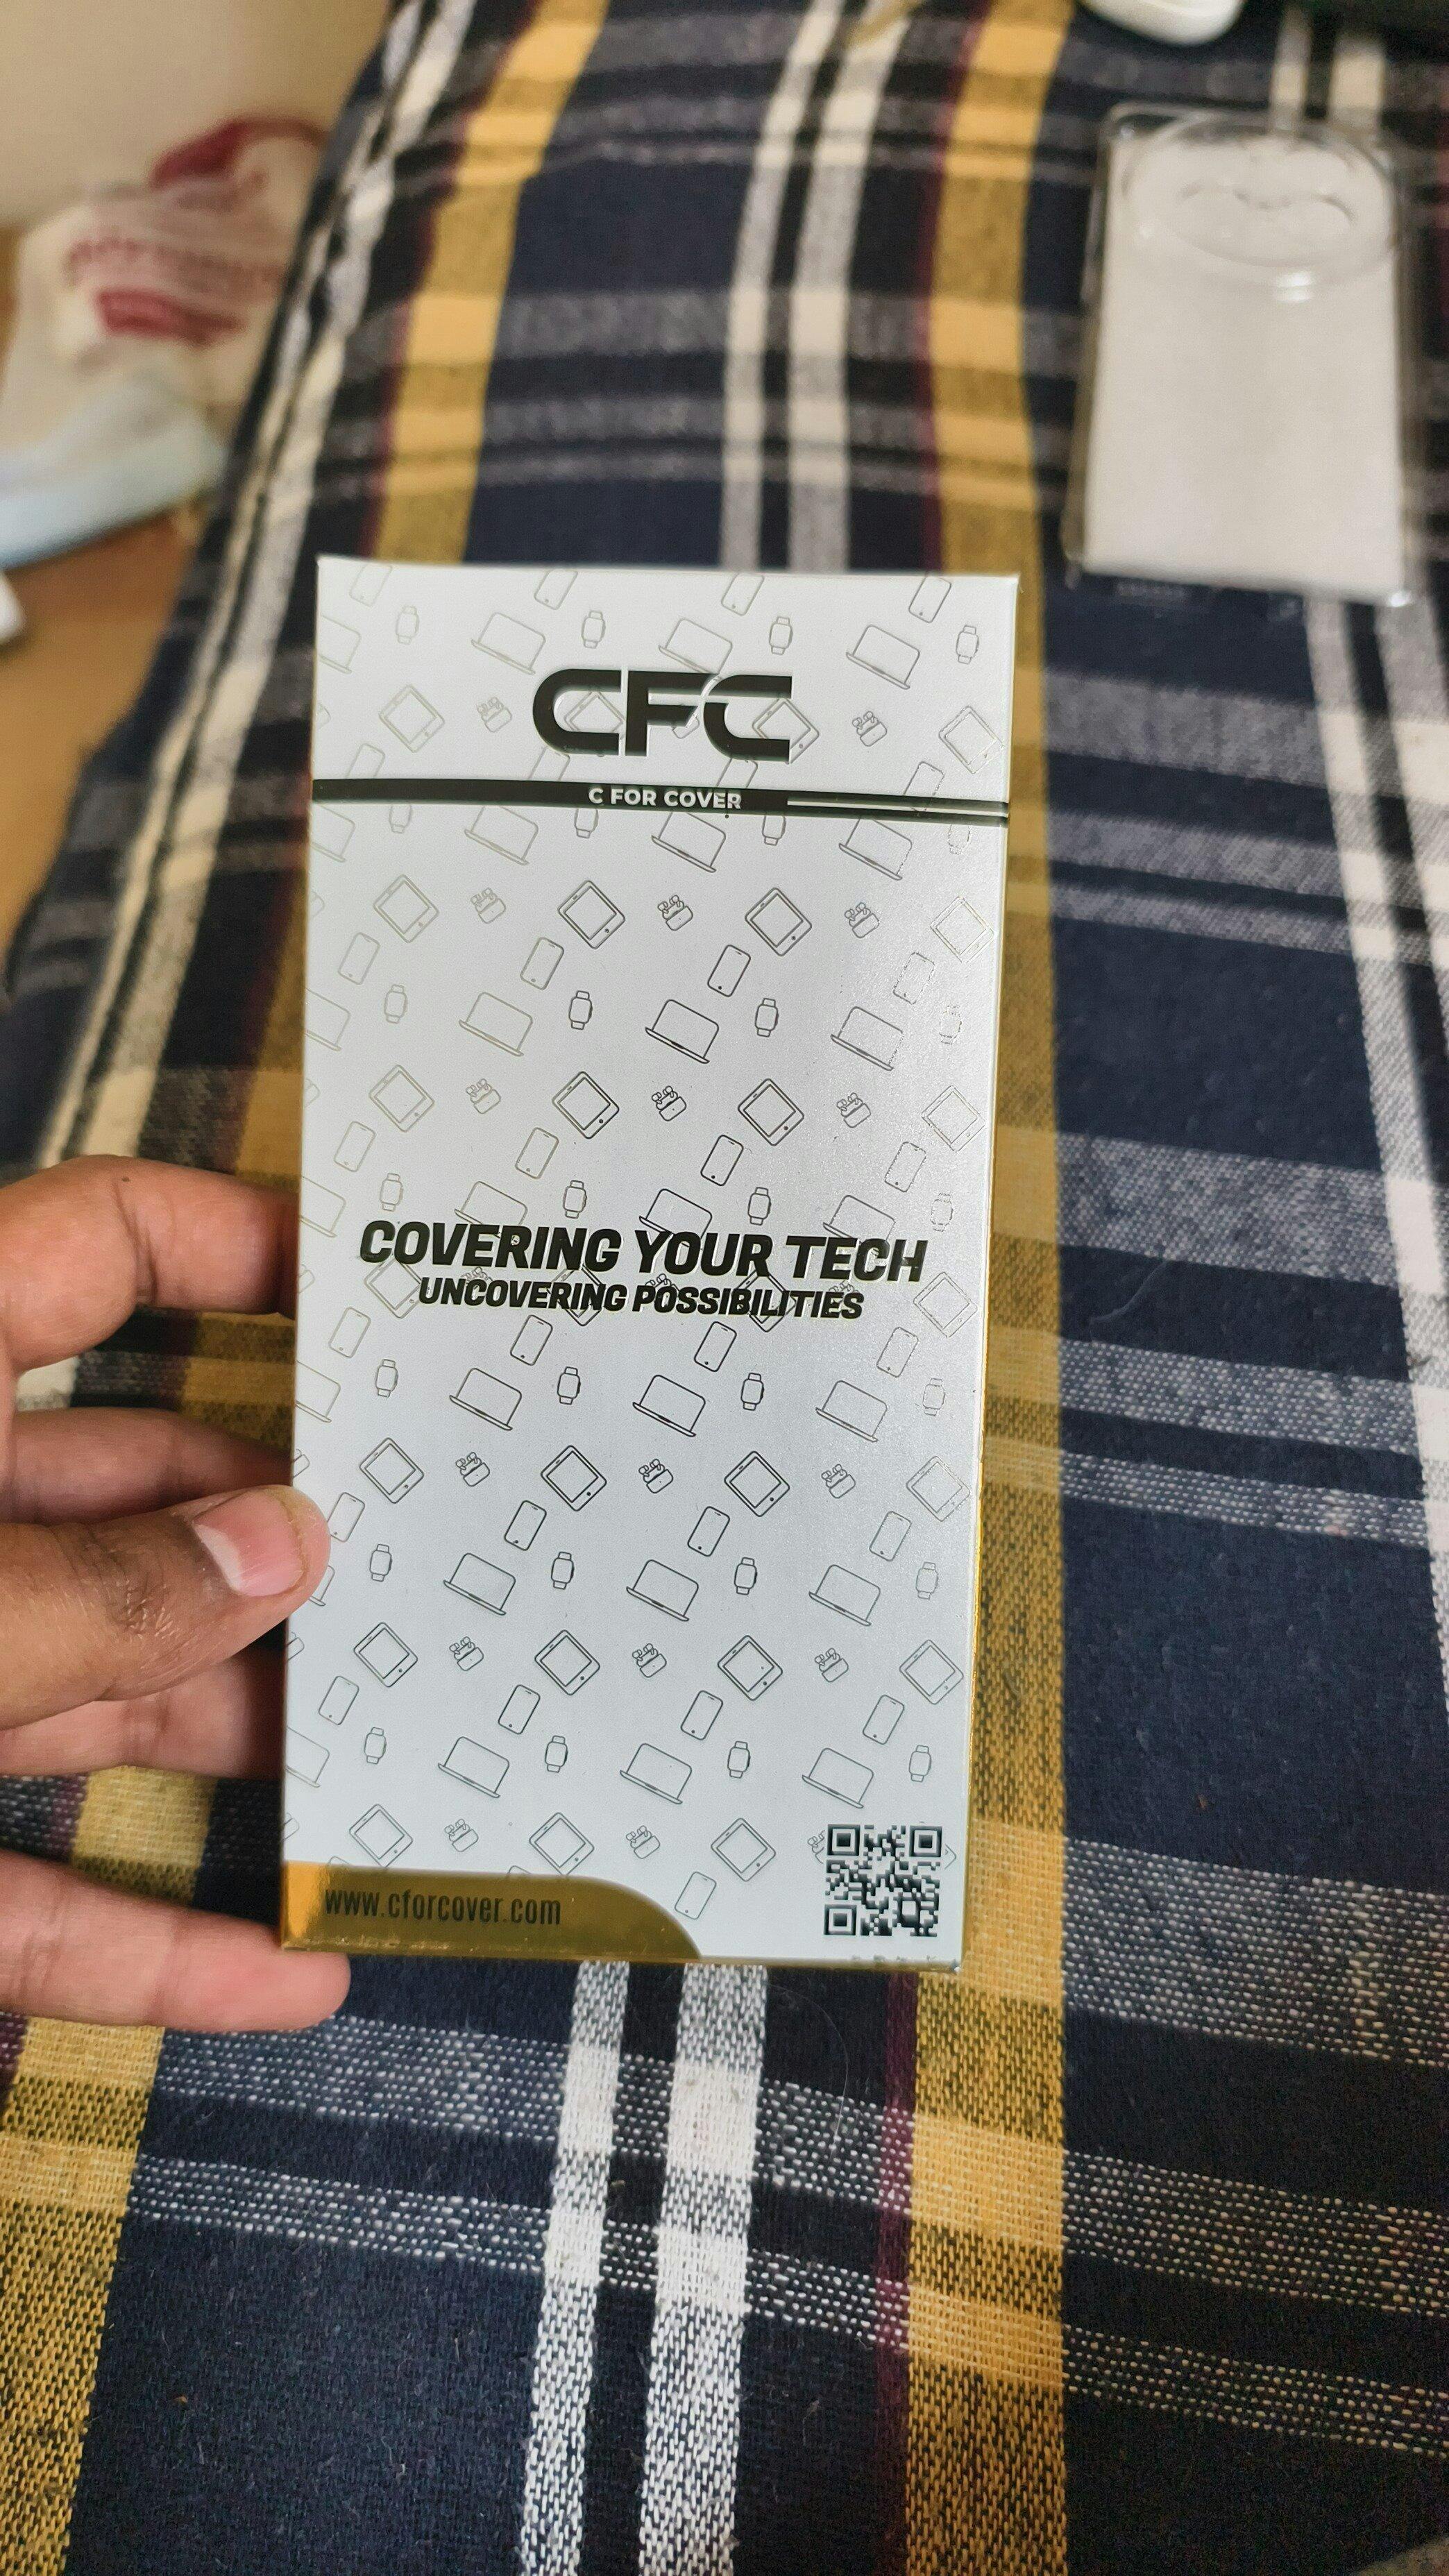 CFC
C FOR COVER
COVERING YOUR TECH
UNCOVERING POSSIBILITIES
www.cforcover.com